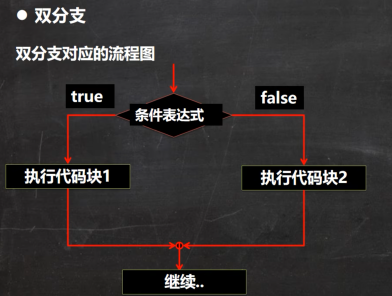 ● 双分支
双分支对应的流程图
true
false
条件表达式
执行代码块1
执行代码块2
继续..